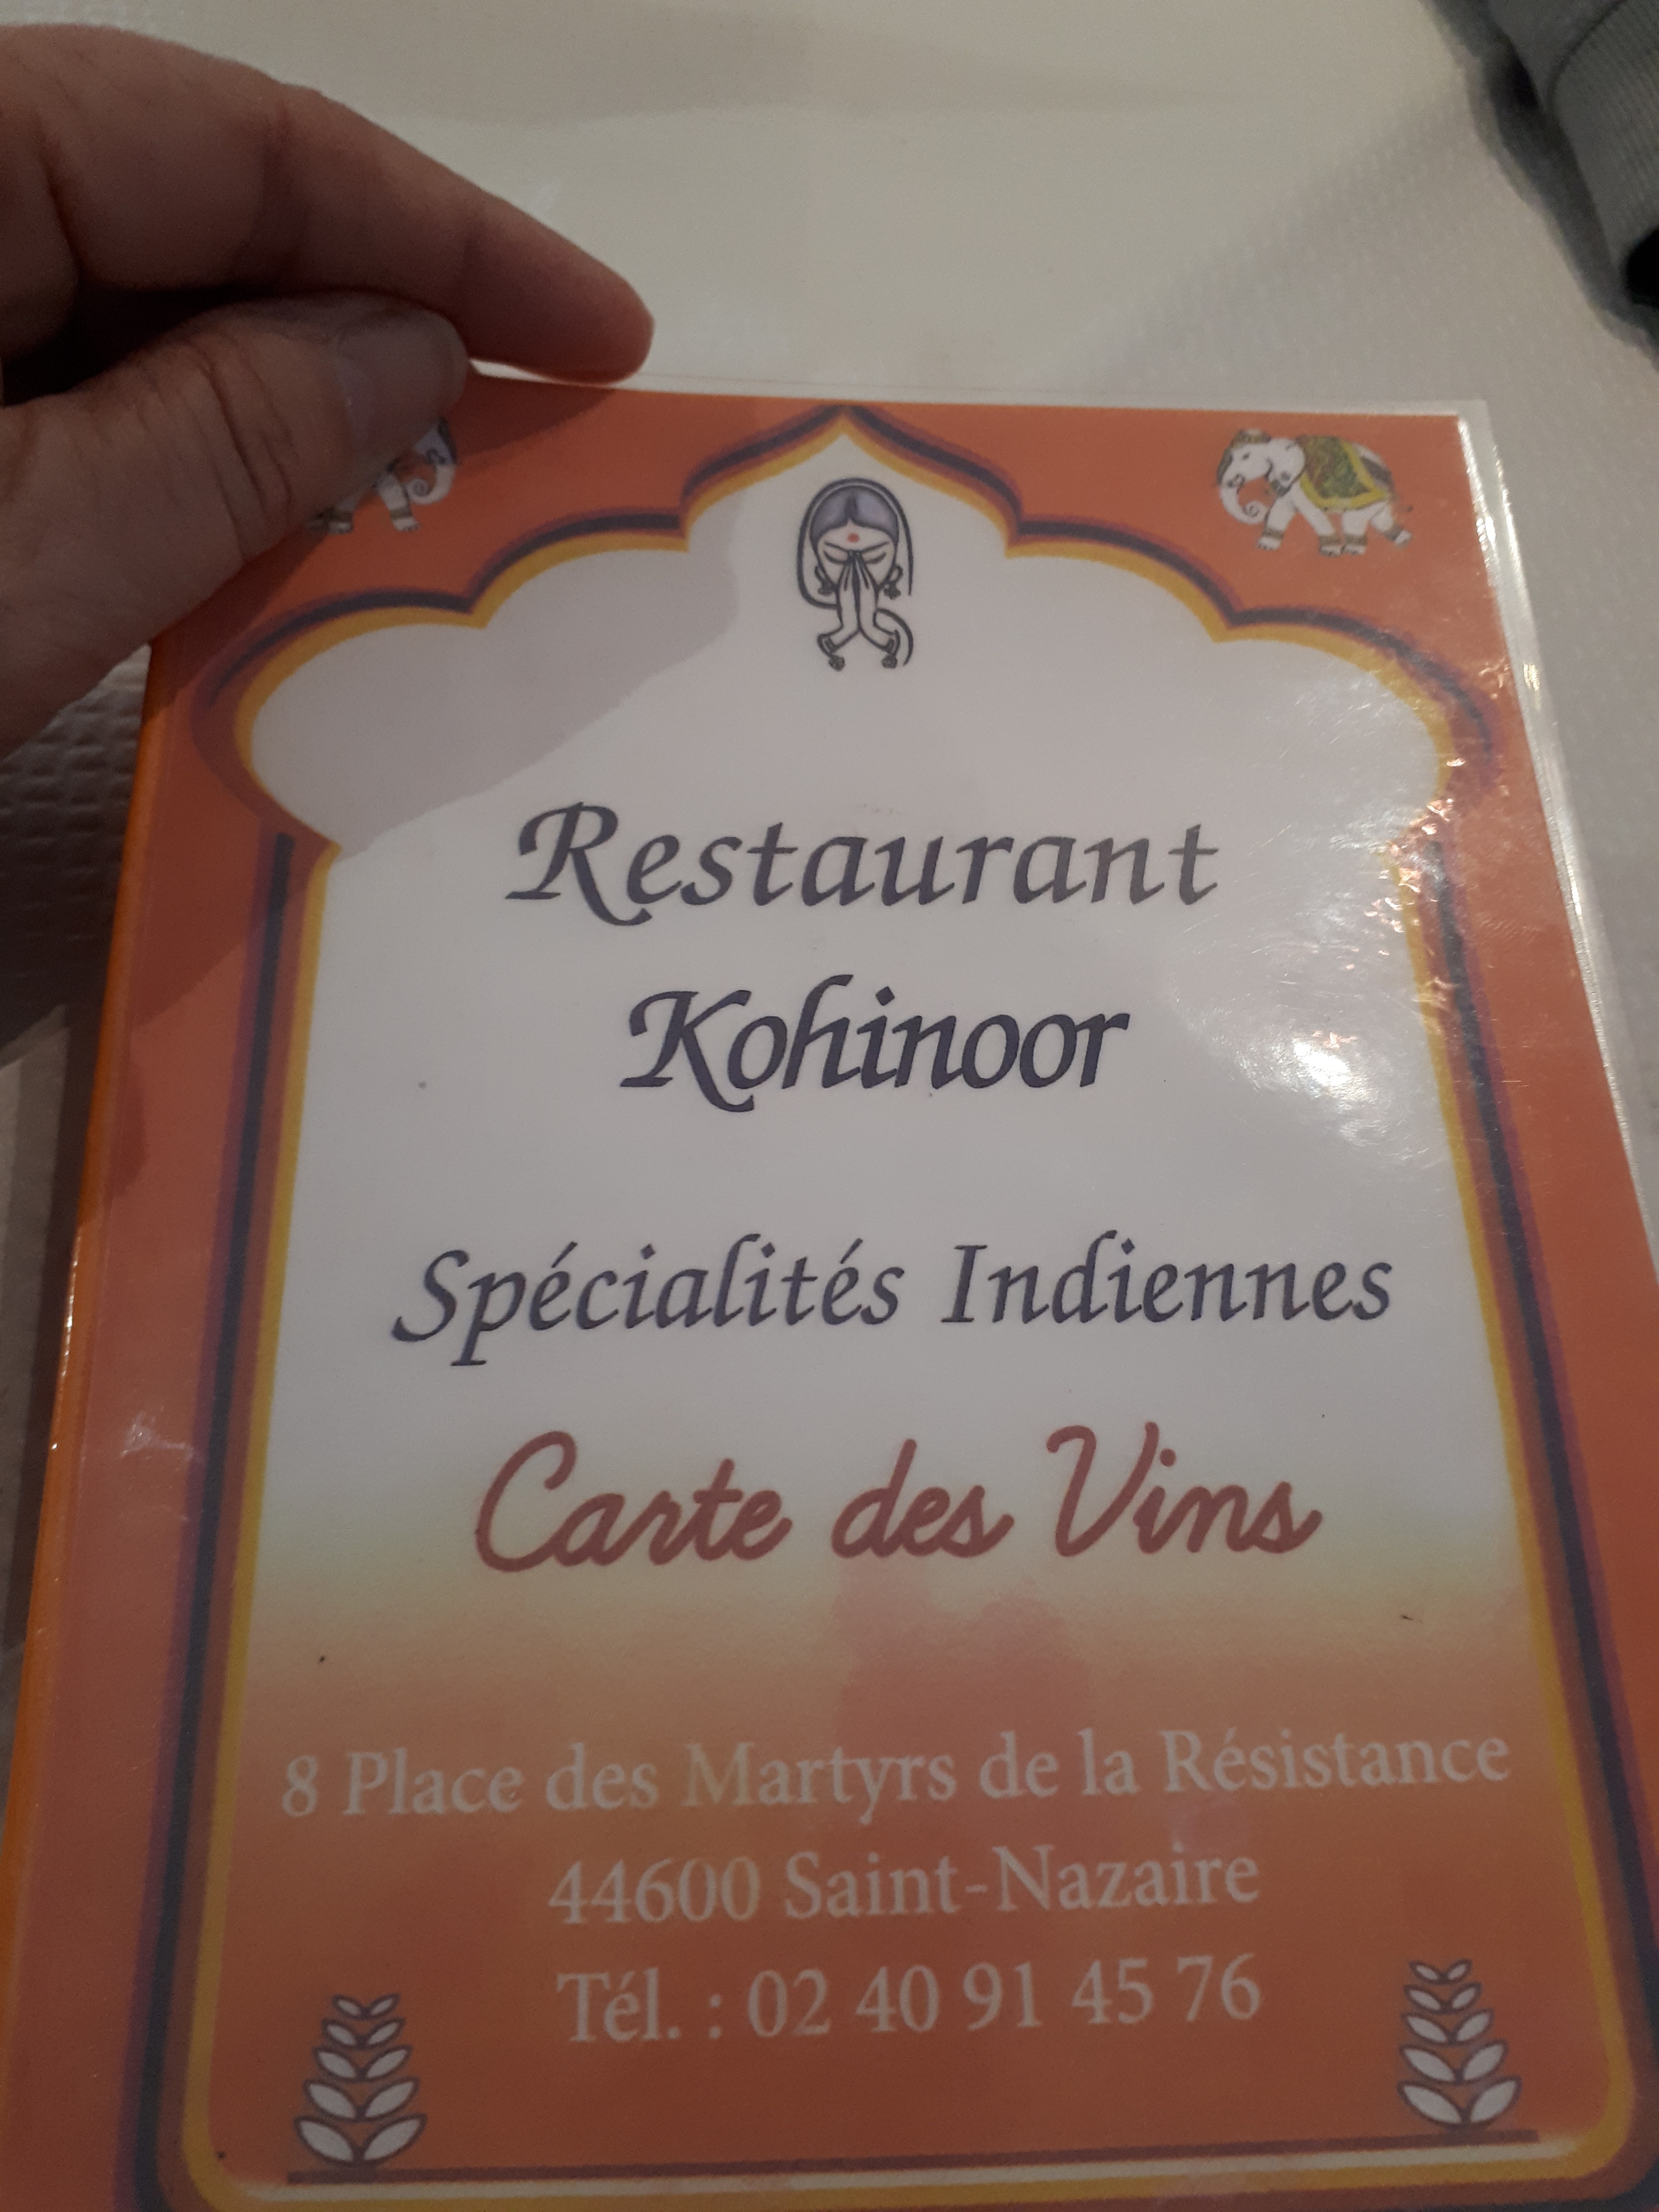 Restaurant
Kohinoor
Spécialités Indiennes
Carte des Vins
8 Place des Martyrs de la Résistance
44600 Saint-Nazaire
Tél. : 02 40 91 45 76